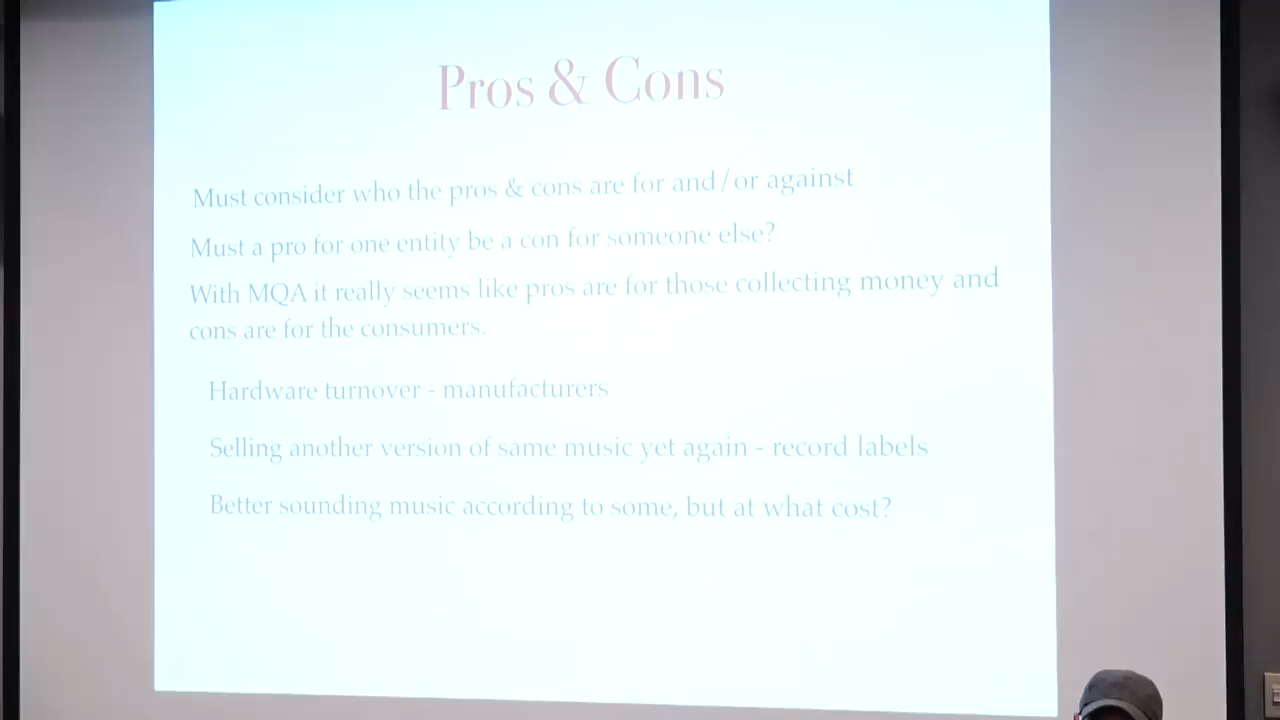 Pros & Cons
Must consider who the pros & cons are for and/or against
Must a pro for one entity be a con for someone else?
With MQA it really seems like pros are for those collecting money and
cons are for the consumers.
Hardware turnover - manufacturers
Selling another version of same music yet again - record labels
Better sounding music according to some, but at what cost?